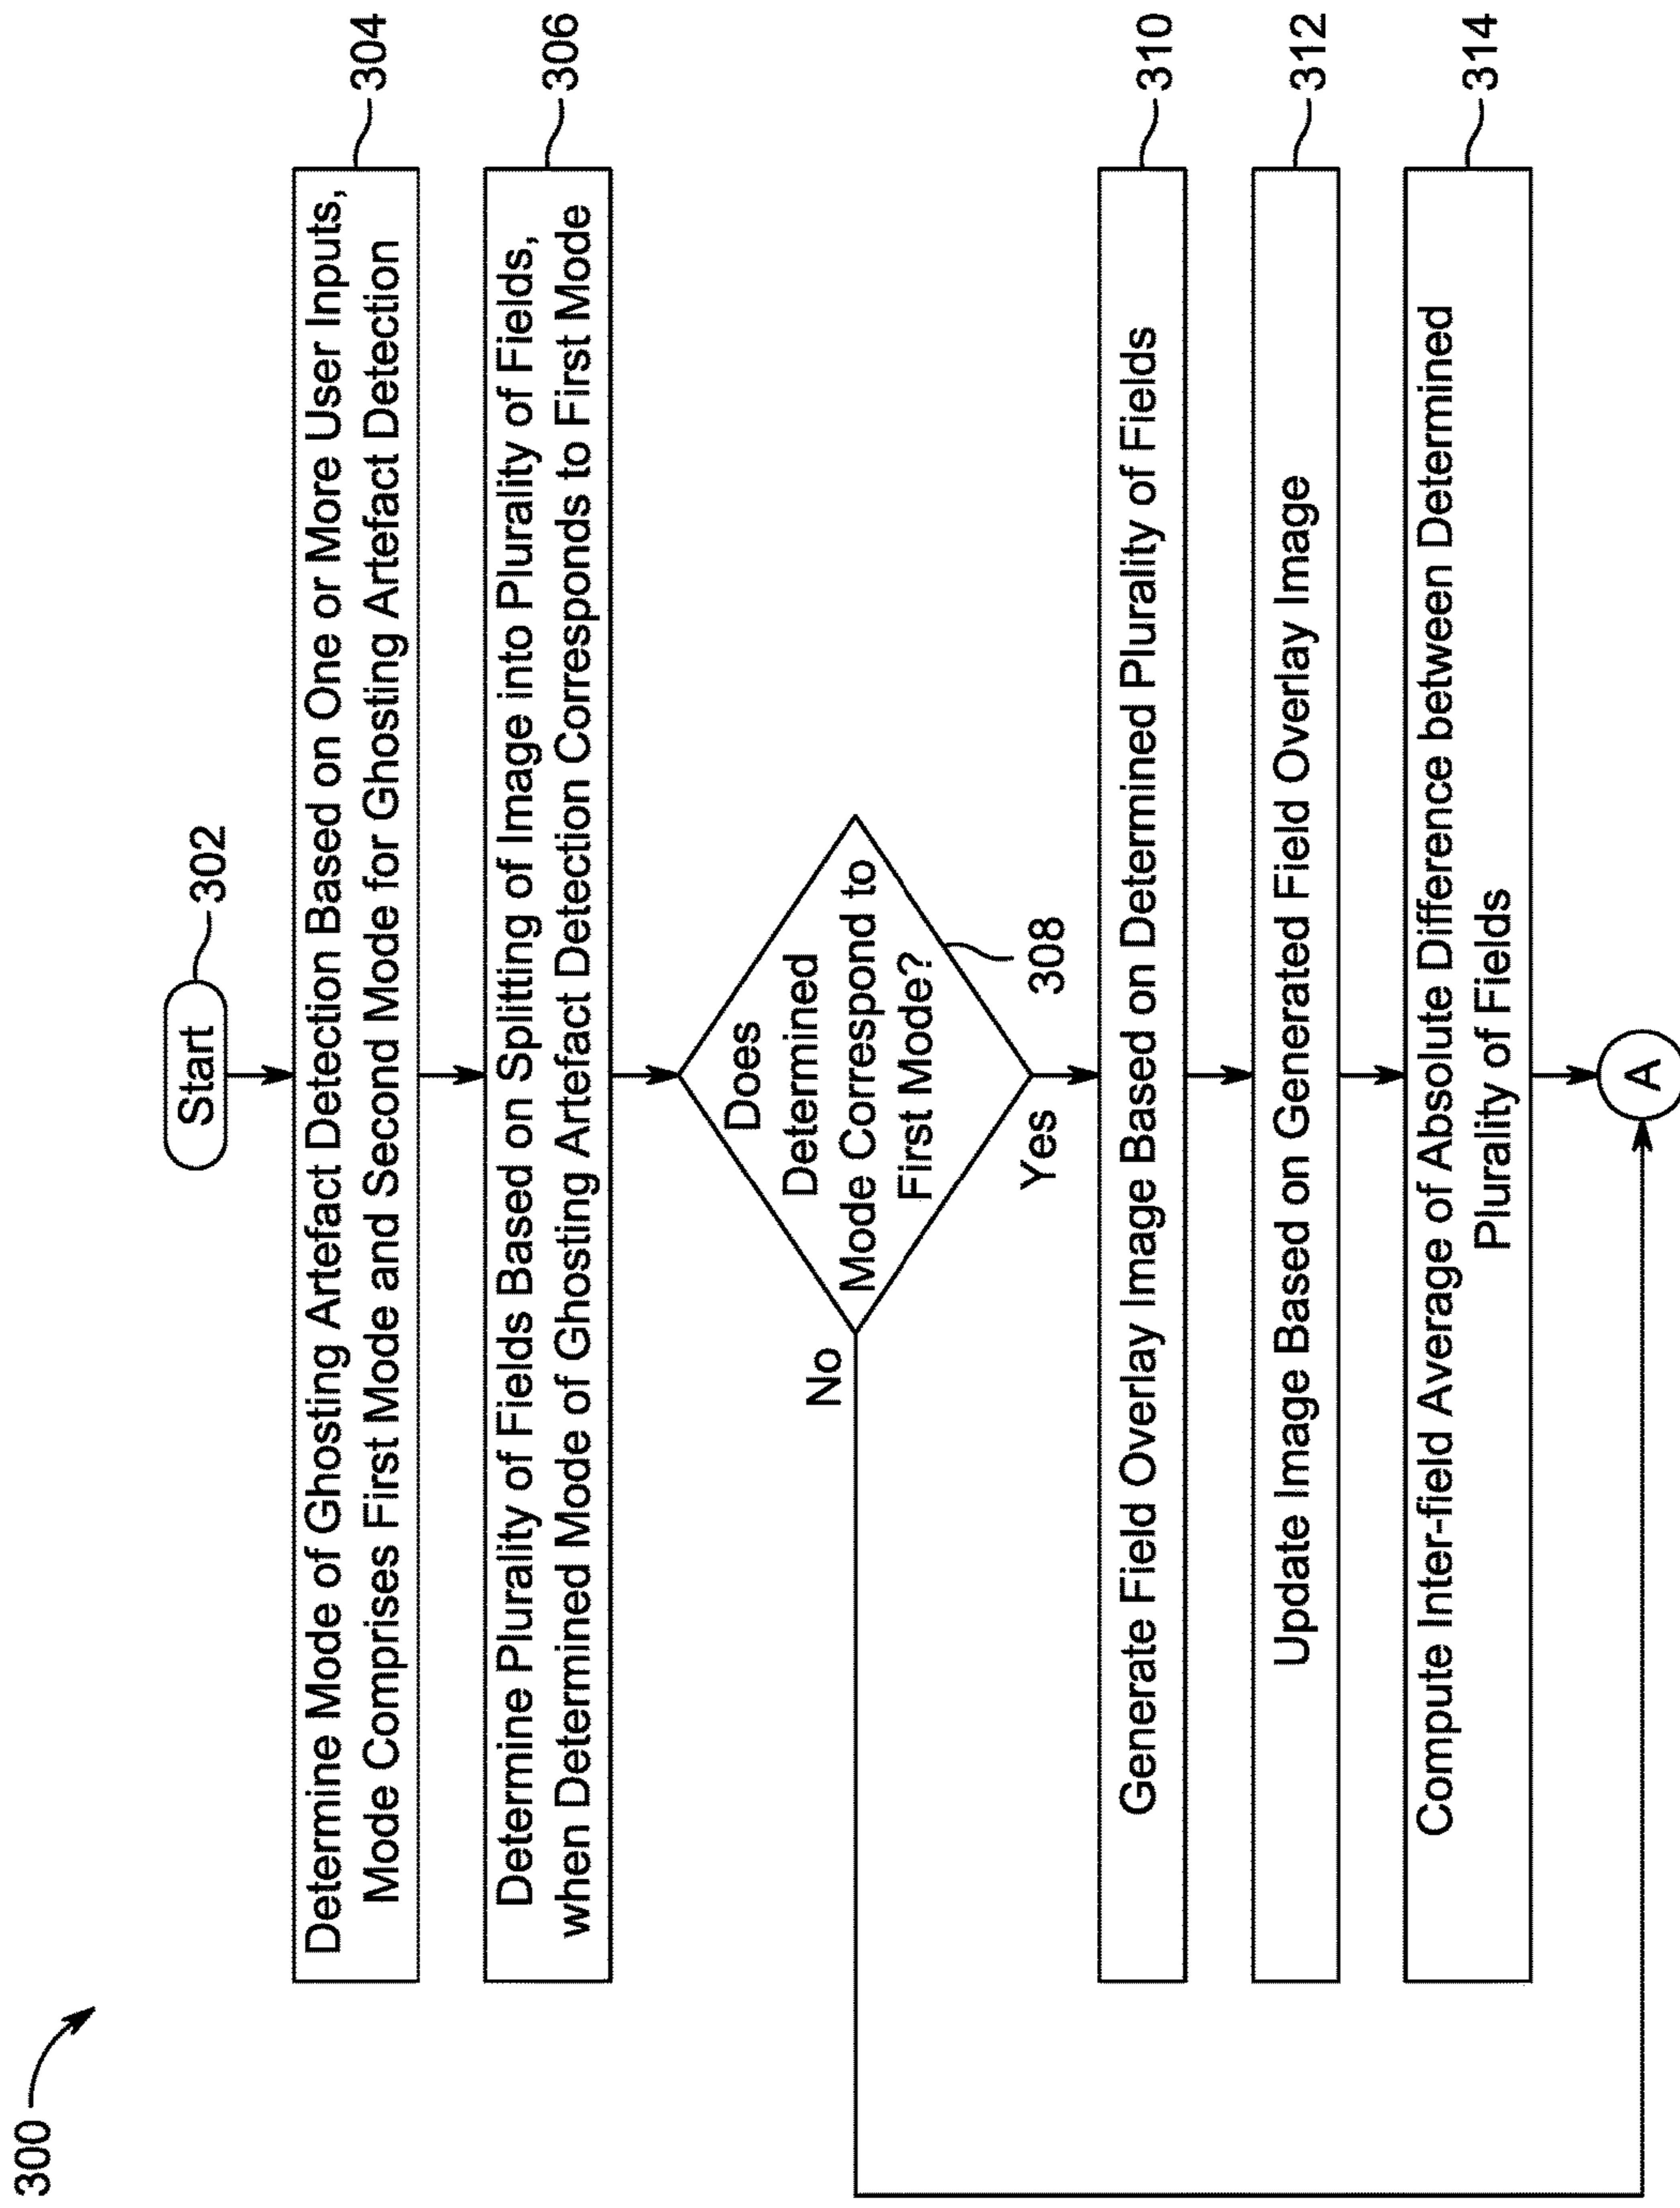 300
Start
302
Determine Mode of Ghosting Artefact Detection Based on One or More User Inputs,
Mode Comprises First Mode and Second Mode for Ghosting Artefact Detection
304
Determine Plurality of Fields Based on Splitting of Image into Plurality of Fields,
when Determined Mode of Ghosting Artefact Detection Corresponds to First Mode
306
Does
Determined
Mode Correspond to
First Mode?
308
No
Yes
Generate Field Overlay Image Based on Determined Plurality of Fields
310
Update Image Based on Generated Field Overlay Image
312
Compute Inter-field Average of Absolute Difference between Determined
Plurality of Fields
314
A